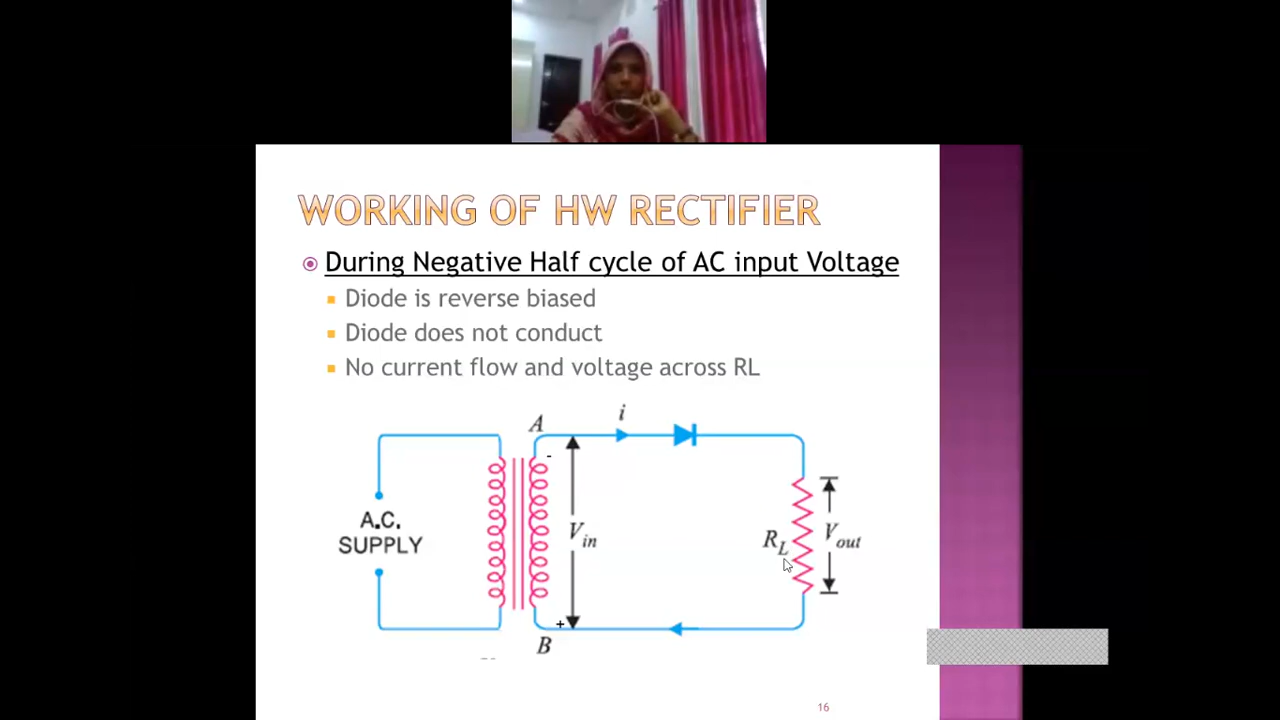 WORKING OF HW RECTIFIER
During Negative Half cycle of AC input Voltage
Diode is reverse biased
Diode does not conduct
No current flow and voltage across RL
A
i
-
A.C.
SUPPLY
Vin
RL
Vout
+
B
16